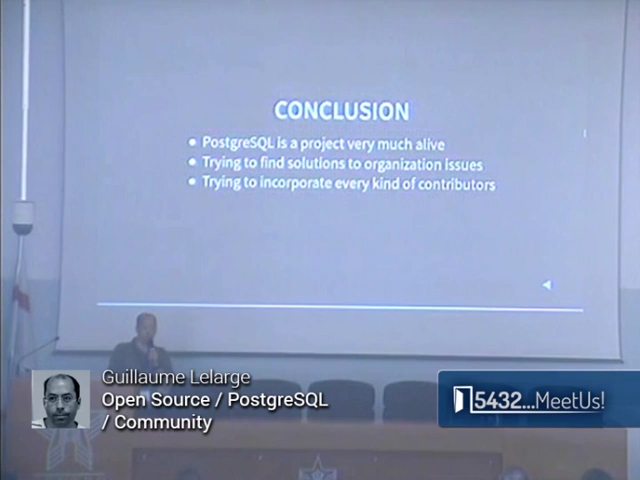 CONCLUSION
• PostgreSQL is a project very much alive
• Trying to find solutions to organization issues
• Trying to incorporate every kind of contributors
Guillaume Lelarge
Open Source / PostgreSQL
/ Community
5432...MeetUs!